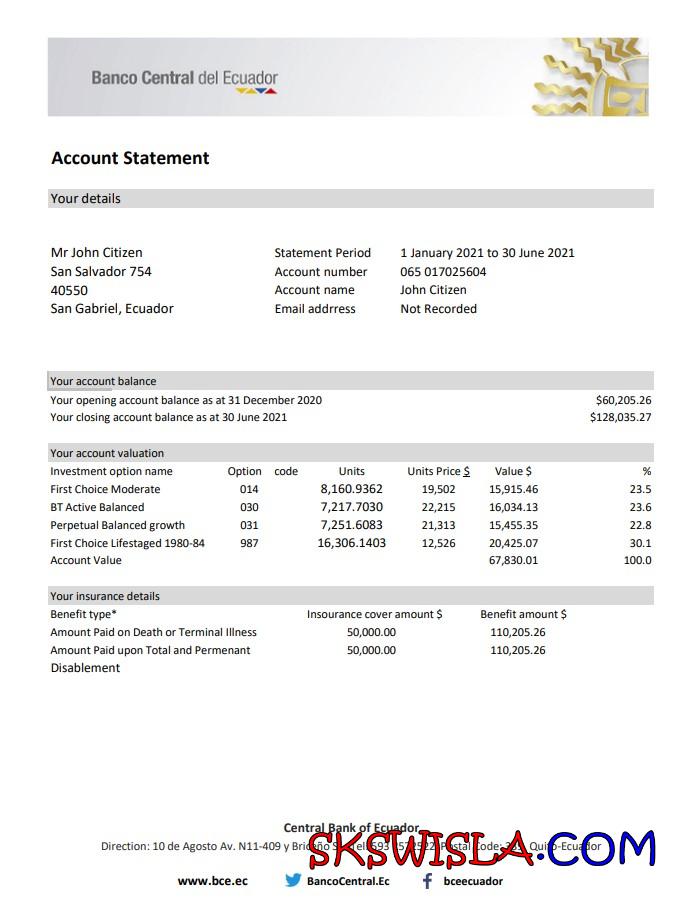 Banco Central del Ecuador
Account Statement
Your details
Mr John Citizen Statement Period 1 January 2021 to 30 June 2021
San Salvador 754 Account number 065 017025604
40550 Account name John Citizen
San Gabriel, Ecuador Email addrress Not Recorded
Your account balance
Your opening account balance as at 31 December 2020 $60,205.26
Your closing account balance as at 30 June 2021 $128,035.27
Your account valuation
Investment option name Option code Units Units Price $ Value $ %
First Choice Moderate 014 8,160.9362 19,502 15,915.46 23.5
BT Active Balanced 030 7,217.7030 22,215 16,034.13 23.6
Perpetual Balanced growth 031 7,251.6083 21,313 15,455.35 22.8
First Choice Lifestaged 1980-84 987 16,306.1403 12,526 20,425.07 30.1
Account Value 67,830.01 100.0
Your insurance details
Benefit type* Insourance cover amount $ Benefit amount $
Amount Paid on Death or Terminal Illness 50,000.00 110,205.26
Amount Paid upon Total and Permenant 50,000.00 110,205.26
Disablement
Central Bank of Ecuador
Direction: 10 de Agosto Av. N11-409 y Postal Code: Quito-Ecuador
SKSWISLA.COM
www.bce.ec BancoCentral.Ec bceecuador